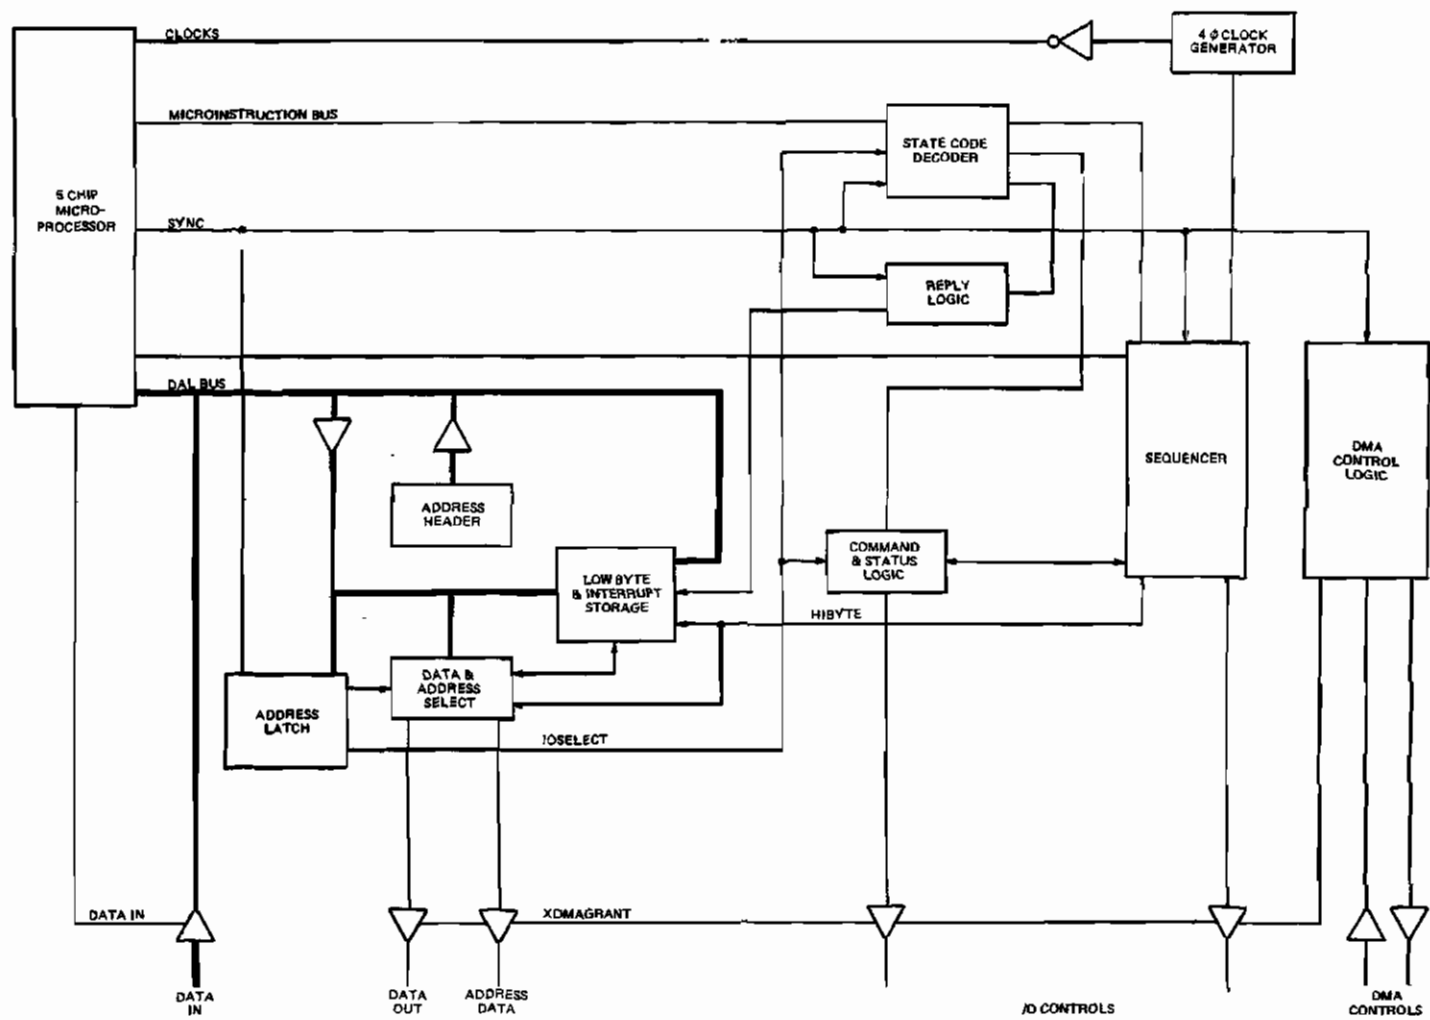 CLOCKS
4 φ CLOCK
GENERATOR
MICROINSTRUCTION BUS
STATE CODE
DECODER
5 CHIP
MICRO-
PROCESSOR
SYNC
REPLY
LOGIC
DAL BUS
SEQUENCER
DMA
CONTROL
LOGIC
ADDRESS
HEADER
COMMAND
& STATUS
LOGIC
LOW BYTE
& INTERRUPT
STORAGE
HIBYTE
DATA &
ADDRESS
SELECT
ADDRESS
LATCH
IOSELECT
DATA IN
XDMAGRANT
DATA
IN
DATA
OUT
ADDRESS
DATA
/O CONTROLS
DMA
CONTROLS